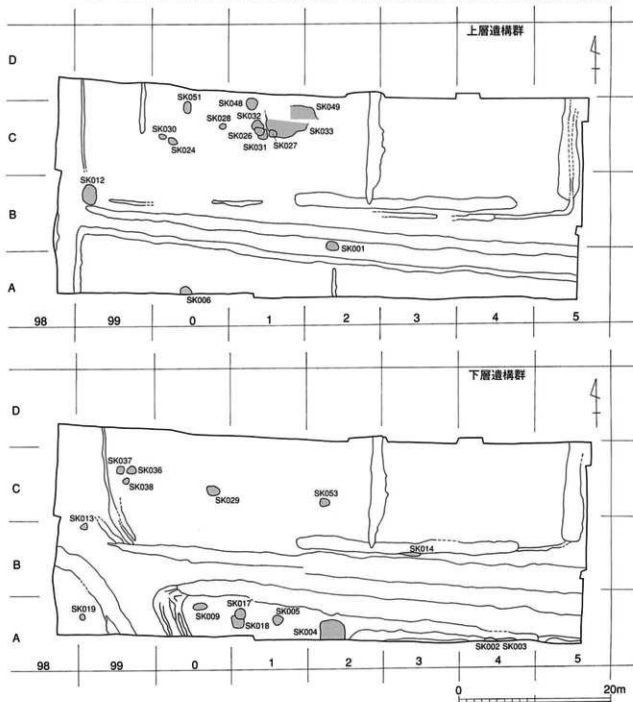 上層遺構群
D
SK051
SK048
SK049
SK032
SK028
SK030
C
SK026
SK033
SK024
SK031
SK027
SK012
B
SK001
A
SK006
98 99 0 1 2 3 4 5
下層遺構群
D
SK037
SK036
C
SK038
SK029
SK053
SK013
SK014
B
SK017
SK009
SK005
SK019
SK018
SK004
A
SK002 SK003
98 99 0 1 2 3 4 5
0 20m